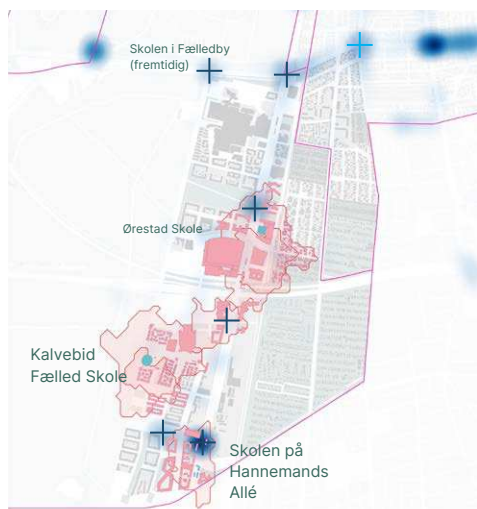 Skolen i Fælledby
(fremtidig)
Ørestad Skole
Kalvebid
Fælled Skole
Skolen på
Hannemands
Allé